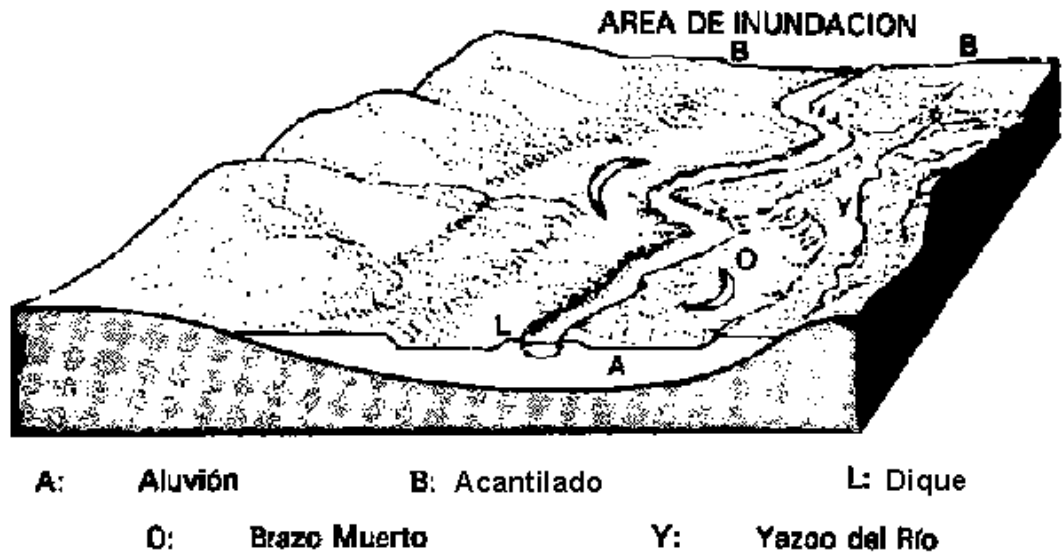 AREA DE INUNDACION
B B
O
Y
L
A
A: Aluvión B: Acantilado L: Dique
O: Brazo Muerto Y: Yazoo del Río